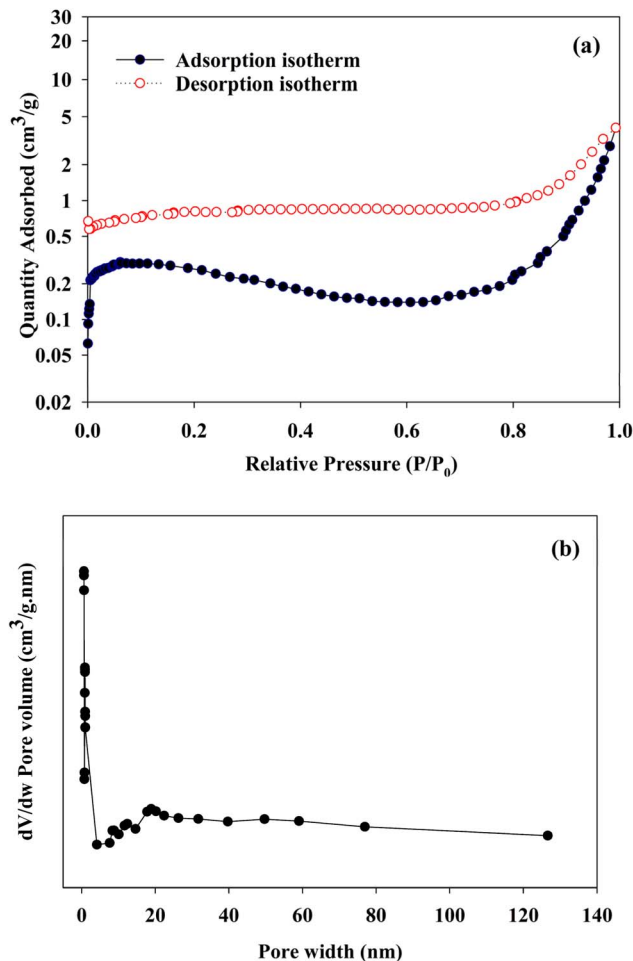 (a)
Adsorption isotherm
Desorption isotherm
Quantity Adsorbed (cm³/g)
30
20
10
5
2
1
0.5
0.2
0.1
0.05
0.02
0.0 0.2 0.4 0.6 0.8 1.0
Relative Pressure (P/P₀)
(b)
dV/dw Pore volume (cm³/g.nm)
0 20 40 60 80 100 120 140
Pore width (nm)